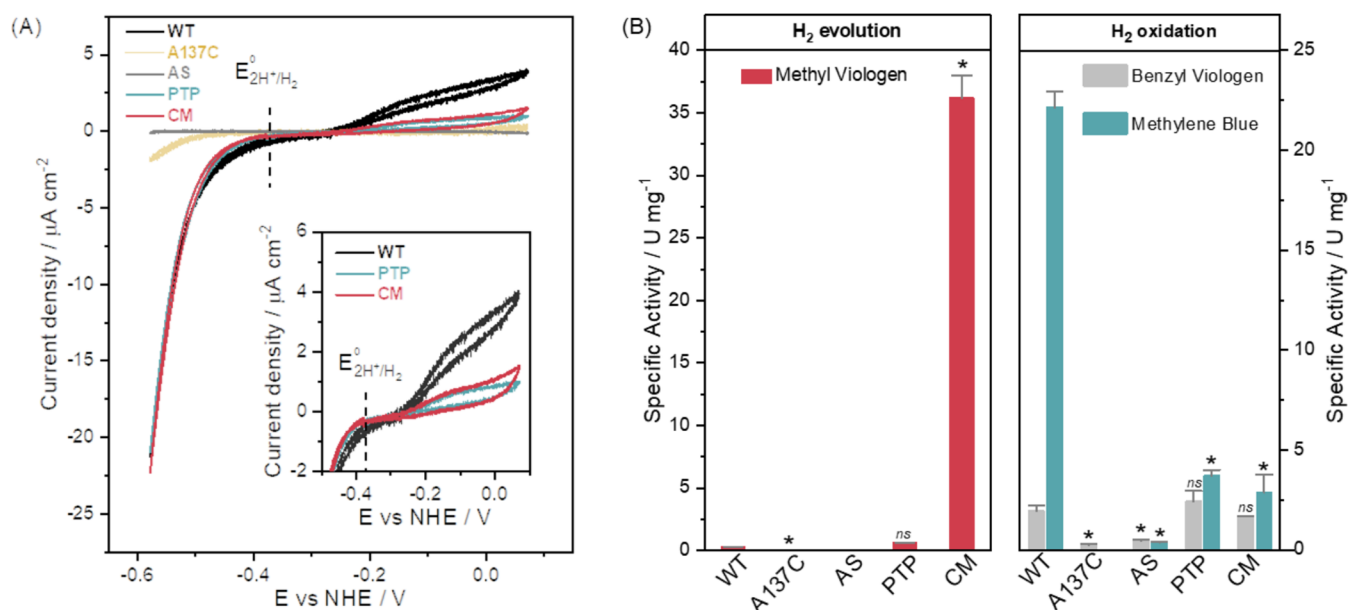 (A)
WT
A137C
AS
PTP
CM
E⁰2H⁺/H₂
Current density / µA cm⁻²
5
0
-5
-10
-15
-20
-25
-0.6
-0.4
-0.2
0.0
E vs NHE / V
WT
PTP
CM
E⁰2H⁺/H₂
Current density / µA cm⁻²
6
4
2
0
-2
-0.4
-0.2
0.0
E vs NHE / V
(B)
H₂ evolution
Methyl Viologen
*
*
ns
Specific Activity / U mg⁻¹
40
35
30
25
20
15
10
5
0
WT
A137C
AS
PTP
CM
H₂ oxidation
Benzyl Viologen
Methylene Blue
*
*
*
ns
*
ns
*
25
20
15
10
5
0
Specific Activity / U mg⁻¹
WT
A137C
AS
PTP
CM